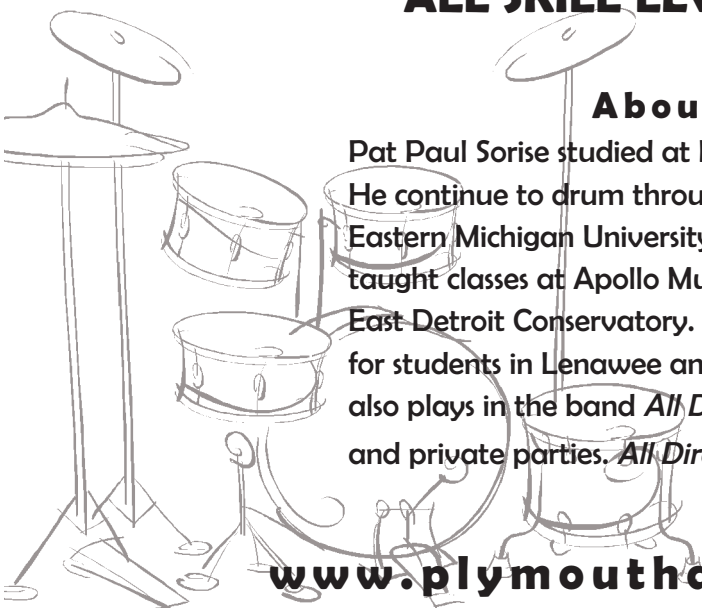 ALL SKILL LEV
Abou
Pat Paul Sorise studied at
He continue to drum throu
Eastern Michigan University
taught classes at Apollo Mu
East Detroit Conservatory.
for students in Lenawee an
also plays in the band All D
and private parties. All Dir
www.plymouth